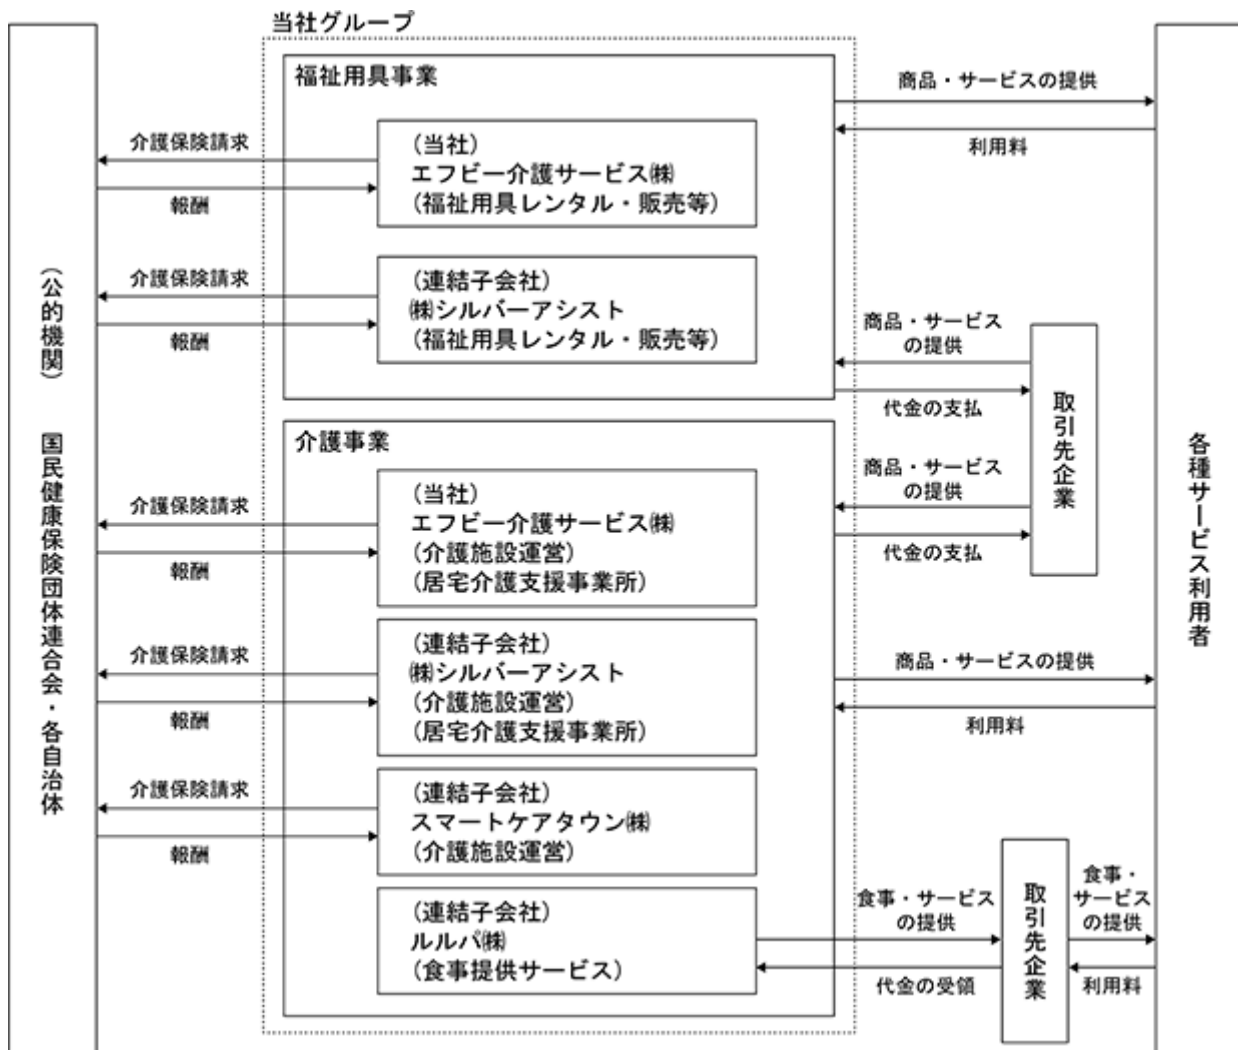 当社グループ
福祉用具事業
(当社)
エフビー介護サービス㈱
(福祉用具レンタル・販売等)
介護保険請求
報酬
(連結子会社)
㈱シルバーアシスト
(福祉用具レンタル・販売等)
介護保険請求
報酬
商品・サービスの提供
利用料
商品・サービス
の提供
代金の支払
介護事業
(当社)
エフビー介護サービス㈱
(介護施設運営)
(居宅介護支援事業所)
介護保険請求
報酬
商品・サービス
の提供
代金の支払
取引先企業
(連結子会社)
㈱シルバーアシスト
(介護施設運営)
(居宅介護支援事業所)
介護保険請求
報酬
商品・サービスの提供
利用料
(連結子会社)
スマートケアタウン㈱
(介護施設運営)
介護保険請求
報酬
(連結子会社)
ルルパ㈱
(食事提供サービス)
食事・サービス
の提供
代金の受領
取引先企業
食事・
サービス
の提供
利用料
(公的機関) 国民健康保険団体連合会・各自治体
各種サービス利用者